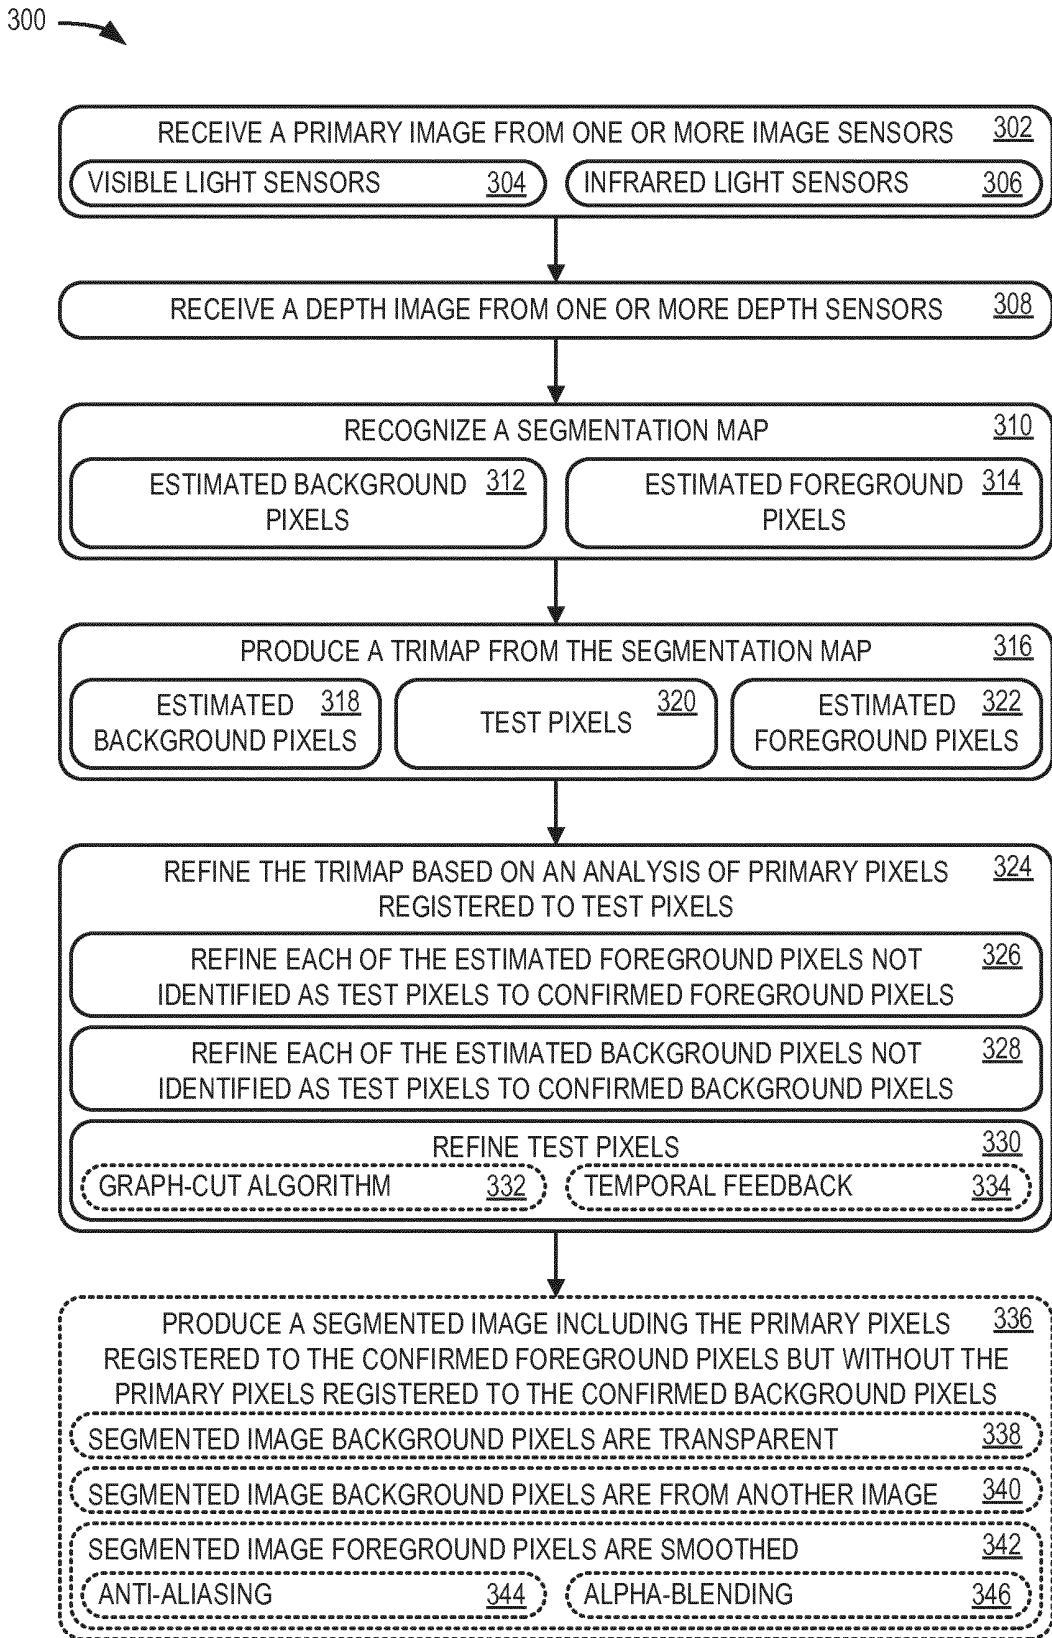 300
RECEIVE A PRIMARY IMAGE FROM ONE OR MORE IMAGE SENSORS 302
VISIBLE LIGHT SENSORS 304
INFRARED LIGHT SENSORS 306
RECEIVE A DEPTH IMAGE FROM ONE OR MORE DEPTH SENSORS 308
RECOGNIZE A SEGMENTATION MAP 310
ESTIMATED BACKGROUND 312
PIXELS
ESTIMATED FOREGROUND 314
PIXELS
PRODUCE A TRIMAP FROM THE SEGMENTATION MAP 316
ESTIMATED 318
BACKGROUND PIXELS
TEST PIXELS 320
ESTIMATED 322
FOREGROUND PIXELS
REFINE THE TRIMAP BASED ON AN ANALYSIS OF PRIMARY PIXELS 324
REGISTERED TO TEST PIXELS
REFINE EACH OF THE ESTIMATED FOREGROUND PIXELS NOT 326
IDENTIFIED AS TEST PIXELS TO CONFIRMED FOREGROUND PIXELS
REFINE EACH OF THE ESTIMATED BACKGROUND PIXELS NOT 328
IDENTIFIED AS TEST PIXELS TO CONFIRMED BACKGROUND PIXELS
REFINE TEST PIXELS 330
GRAPH-CUT ALGORITHM 332
TEMPORAL FEEDBACK 334
PRODUCE A SEGMENTED IMAGE INCLUDING THE PRIMARY PIXELS 336
REGISTERED TO THE CONFIRMED FOREGROUND PIXELS BUT WITHOUT THE
PRIMARY PIXELS REGISTERED TO THE CONFIRMED BACKGROUND PIXELS
SEGMENTED IMAGE BACKGROUND PIXELS ARE TRANSPARENT 338
SEGMENTED IMAGE BACKGROUND PIXELS ARE FROM ANOTHER IMAGE 340
SEGMENTED IMAGE FOREGROUND PIXELS ARE SMOOTHED 342
ANTI-ALIASING 344
ALPHA-BLENDING 346